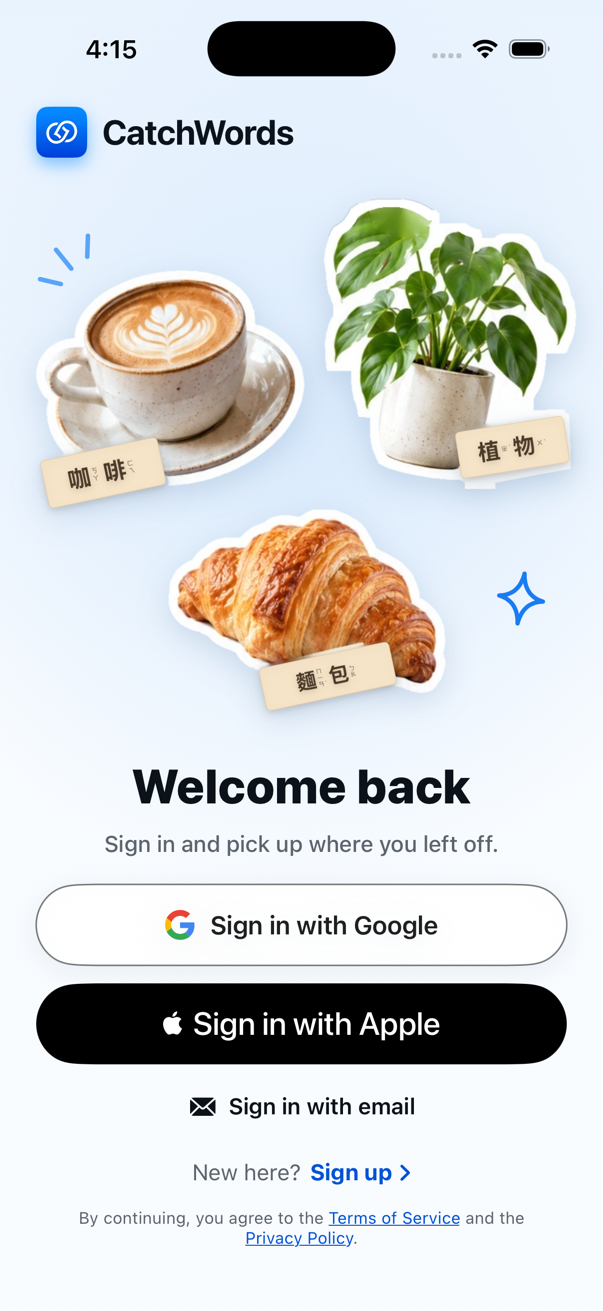 4:15
CatchWords
咖啡
植物
麵包
Welcome back
Sign in and pick up where you left off.
Sign in with Google
Sign in with Apple
Sign in with email
New here? Sign up
By continuing, you agree to the Terms of Service and the
Privacy Policy.